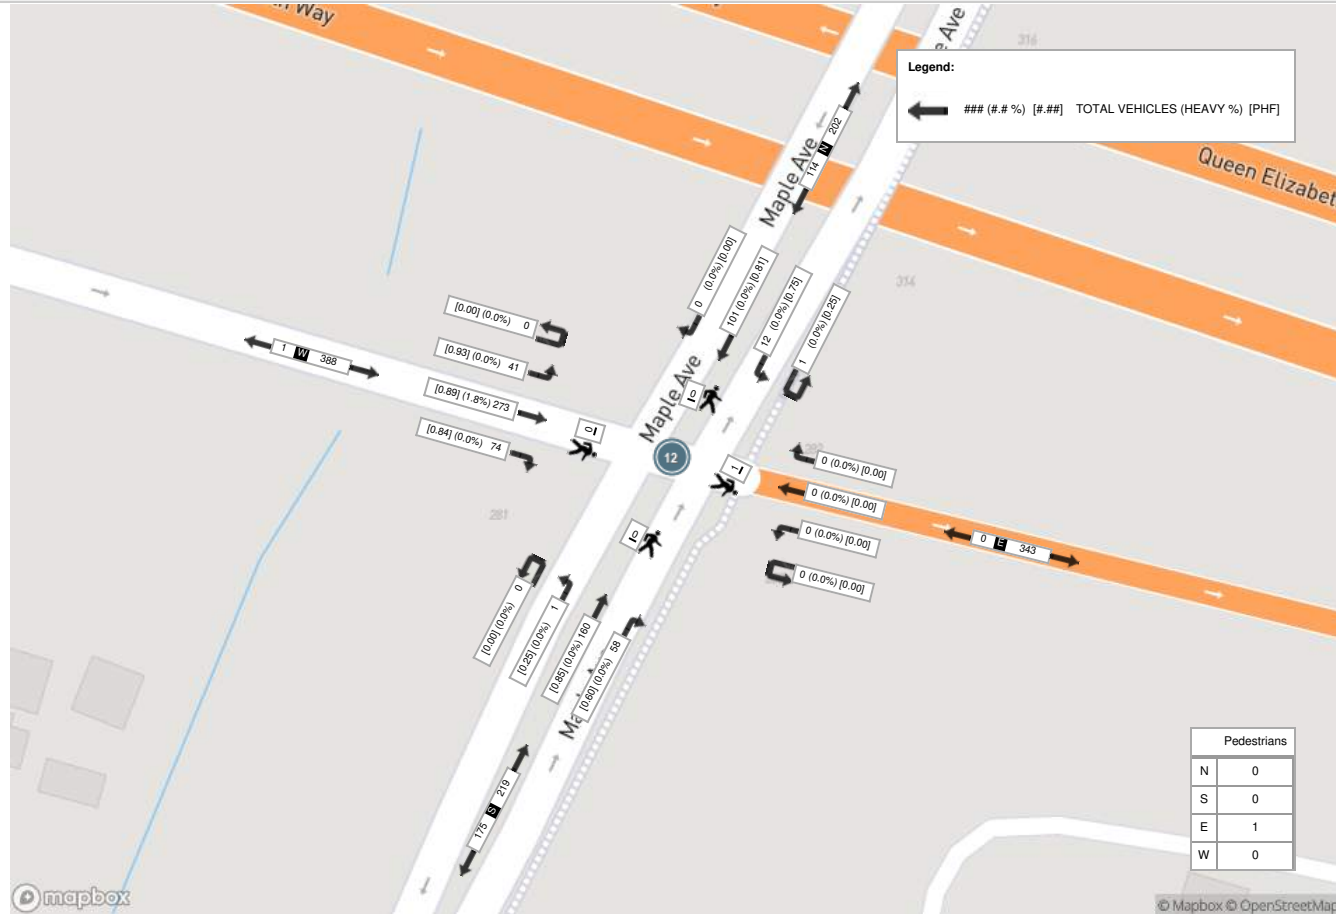 h Way
e Ave
316
Legend:
### (#.# %) [#.##] TOTAL VEHICLES (HEAVY %) [PHF]
Queen Elizabet
202 N 114
Maple Ave
0 (0.0%) [0.00]
101 (0.0%) [0.81]
12 (0.0%) [0.75]
1 (0.0%) [0.25]
314
[0.00] (0.0%) 0
[0.93] (0.0%) 41
[0.89] (1.8%) 273
[0.84] (0.0%) 74
1 W 388
Maple Ave
0
0
12
1
0
0 (0.0%) [0.00]
0 (0.0%) [0.00]
0 (0.0%) [0.00]
0 (0.0%) [0.00]
0 E 343
281
[0.00] (0.0%) 0
[0.25] (0.0%) 1
[0.85] (0.0%) 160
[0.60] (0.0%) 58
Ma
175 S 219
Pedestrians
N 0
S 0
E 1
W 0
mapbox
© Mapbox © OpenStreetMap